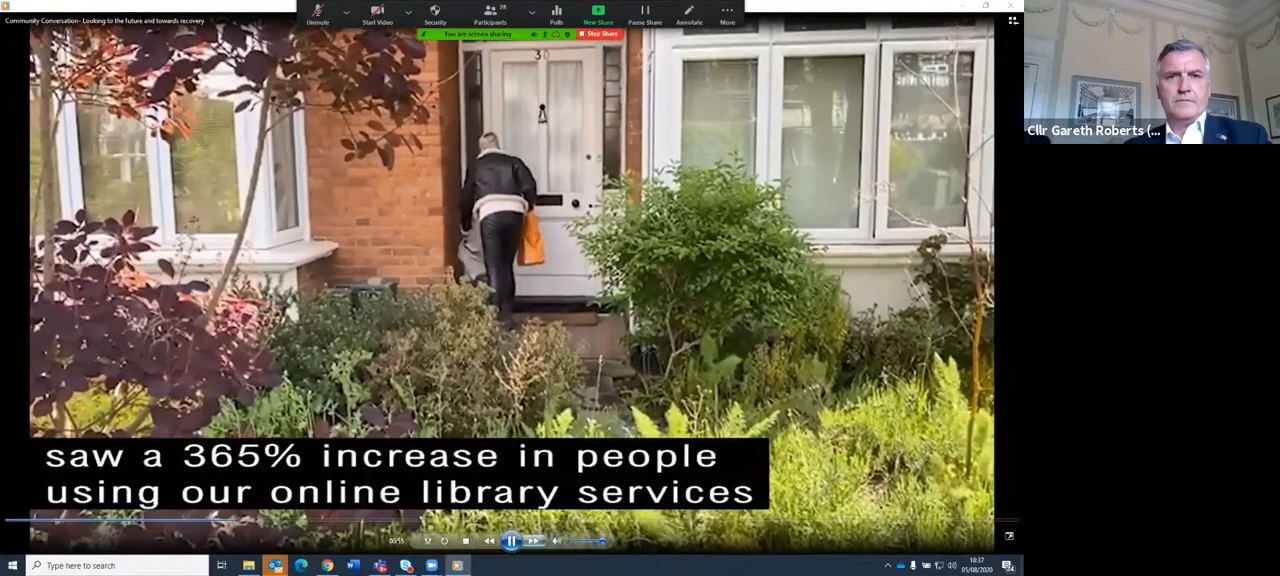 Community Conversation- Looking to the future and towards recovery
Unmute
Start Video
Security
Participants
28
Polls
New Share
Pause Share
Annotate
More
You are screen sharing
Stop Share
30
Cllr Gareth Roberts (...
saw a 365% increase in people
using our online library services
00:55
Type here to search
18:37
05/08/2020
24